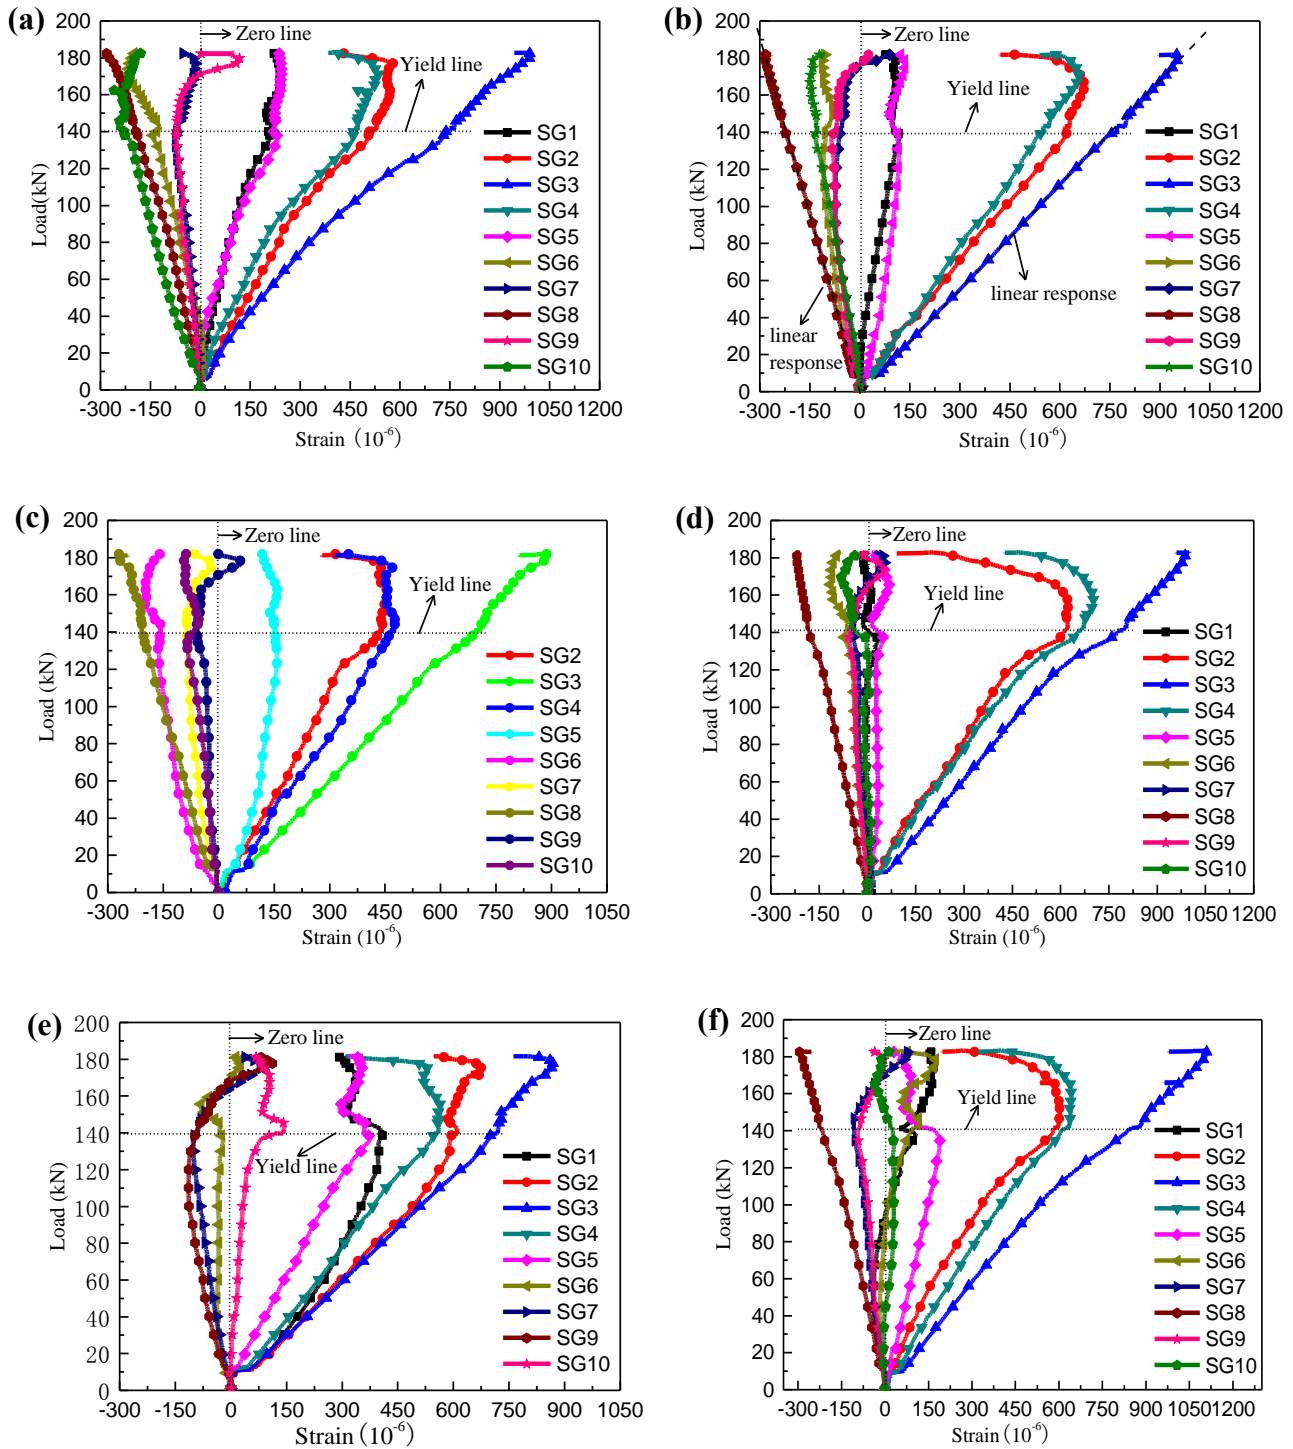 (a)
200
180
160
140
120
100
80
60
40
20
0
Load(kN)
Zero line
Yield line
SG1
SG2
SG3
SG4
SG5
SG6
SG7
SG8
SG9
SG10
-300 -150 0 150 300 450 600 750 900 1050 1200
Strain (10-6)
(b)
200
180
160
140
120
100
80
60
40
20
0
Load (kN)
Zero line
Yield line
linear response
linear
response
SG1
SG2
SG3
SG4
SG5
SG6
SG7
SG8
SG9
SG10
-300 -150 0 150 300 450 600 750 900 1050 1200
Strain (10-6)
(c)
200
180
160
140
120
100
80
60
40
20
0
Load (kN)
Zero line
Yield line
SG2
SG3
SG4
SG5
SG6
SG7
SG8
SG9
SG10
-300 -150 0 150 300 450 600 750 900 1050
Strain (10-6)
(d)
200
180
160
140
120
100
80
60
40
20
0
Load (kN)
Zero line
Yield line
SG1
SG2
SG3
SG4
SG5
SG6
SG7
SG8
SG9
SG10
-300 -150 0 150 300 450 600 750 900 1050 1200
Strain (10-6)
(e)
200
180
160
140
120
100
80
60
40
20
0
Load (kN)
Zero line
Yield line
SG1
SG2
SG3
SG4
SG5
SG6
SG7
SG9
SG10
-300 -150 0 150 300 450 600 750 900 1050
Strain (10-6)
(f)
200
180
160
140
120
100
80
60
40
20
0
Load (kN)
Zero line
Yield line
SG1
SG2
SG3
SG4
SG5
SG6
SG7
SG8
SG9
SG10
-300 -150 0 150 300 450 600 750 900 1050 1200
Strain (10-6)